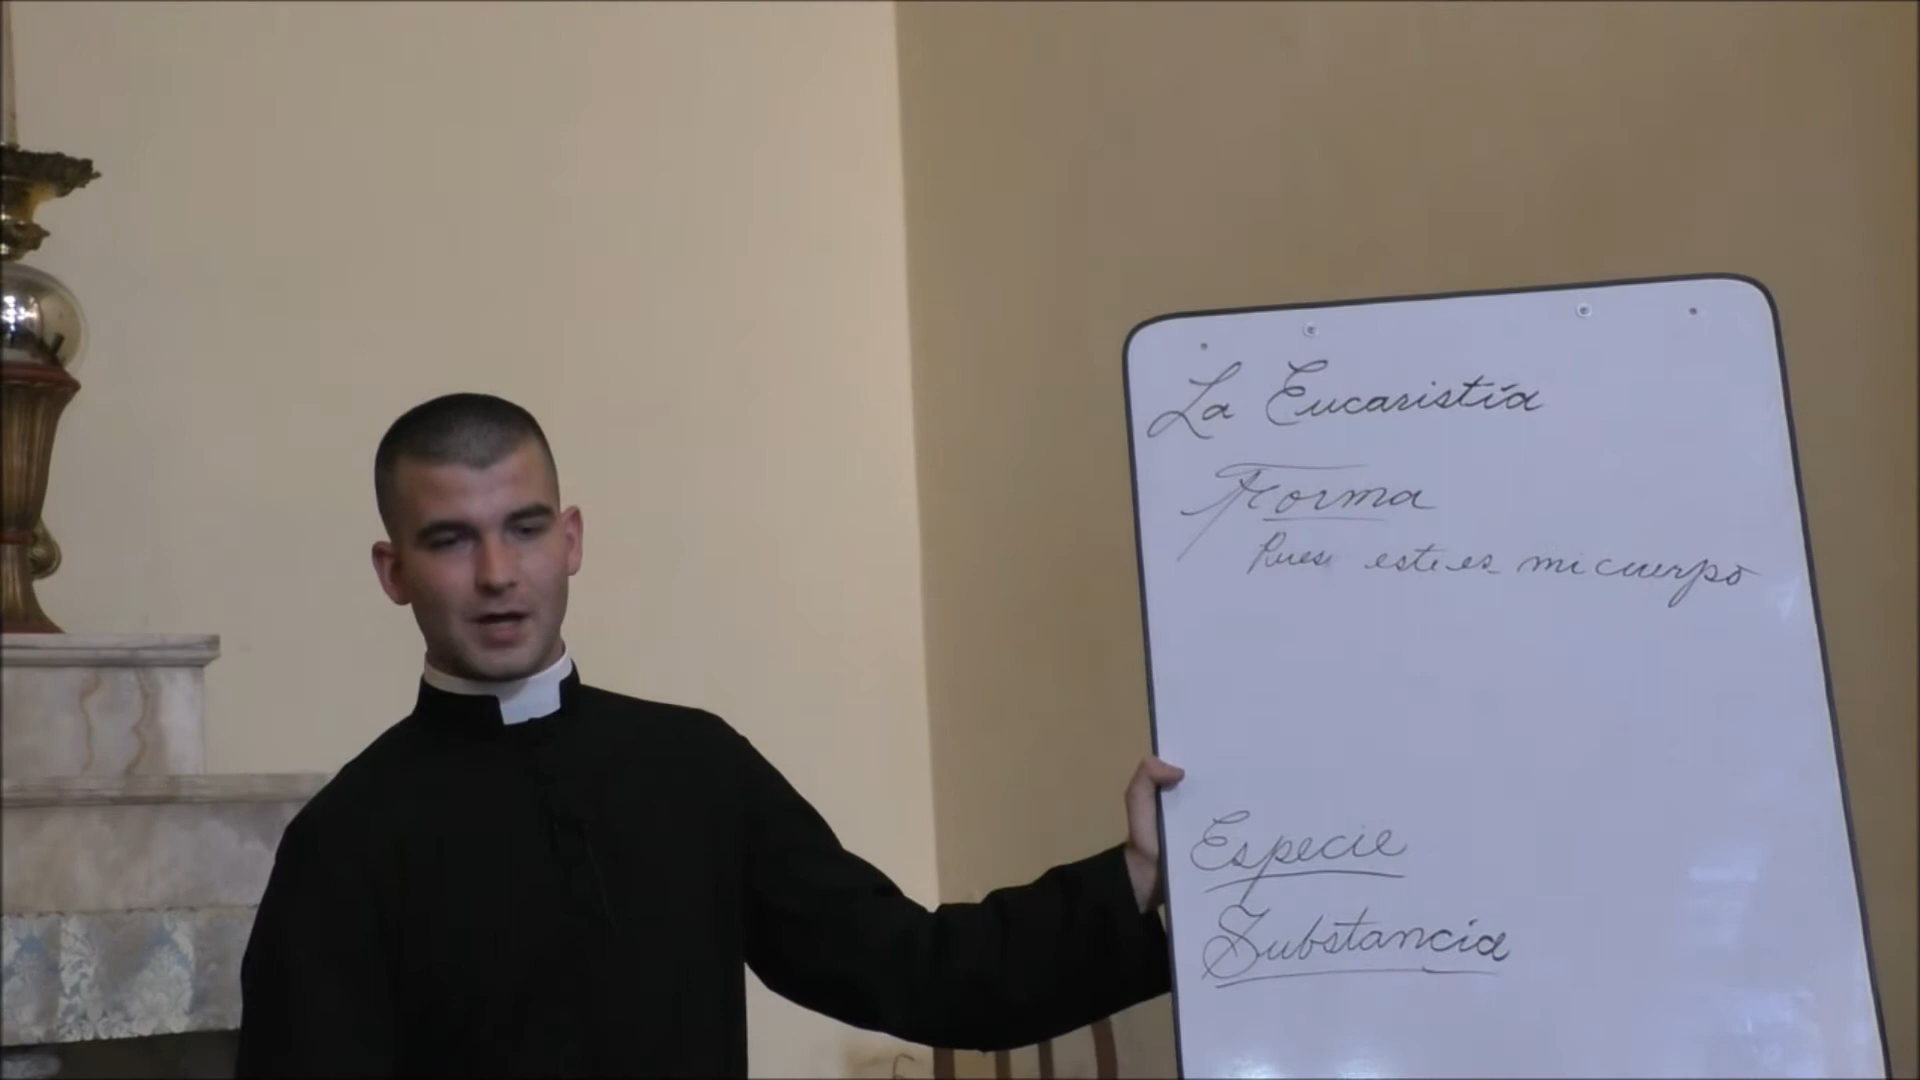 La Eucaristía
Forma
Pues este es mi cuerpo
Especie
Substancia